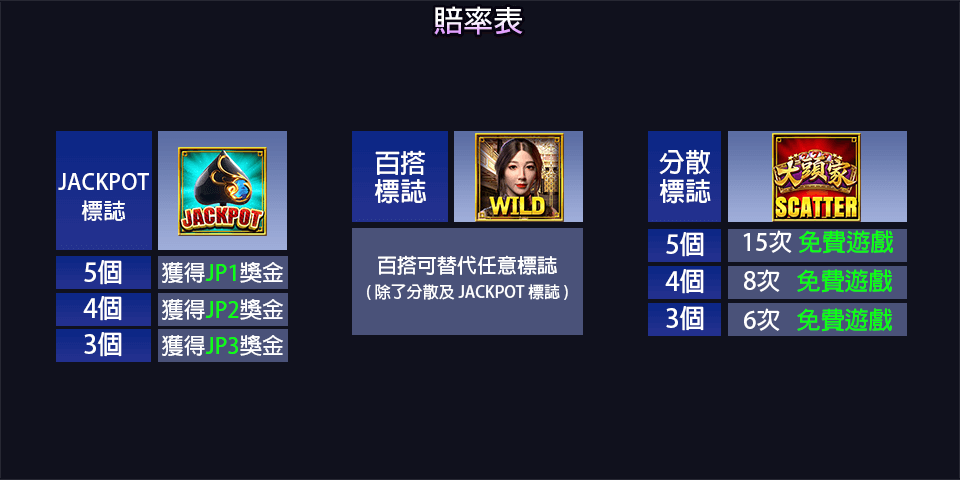 賠率表
JACKPOT
標誌
JACKPOT
5個
獲得JP1獎金
4個
獲得JP2獎金
3個
獲得JP3獎金
百搭
標誌
WILD
百搭可替代任意標誌
( 除了分散及 JACKPOT 標誌 )
分散
標誌
大頭家
SCATTER
5個
15次 免費遊戲
4個
8次 免費遊戲
3個
6次 免費遊戲